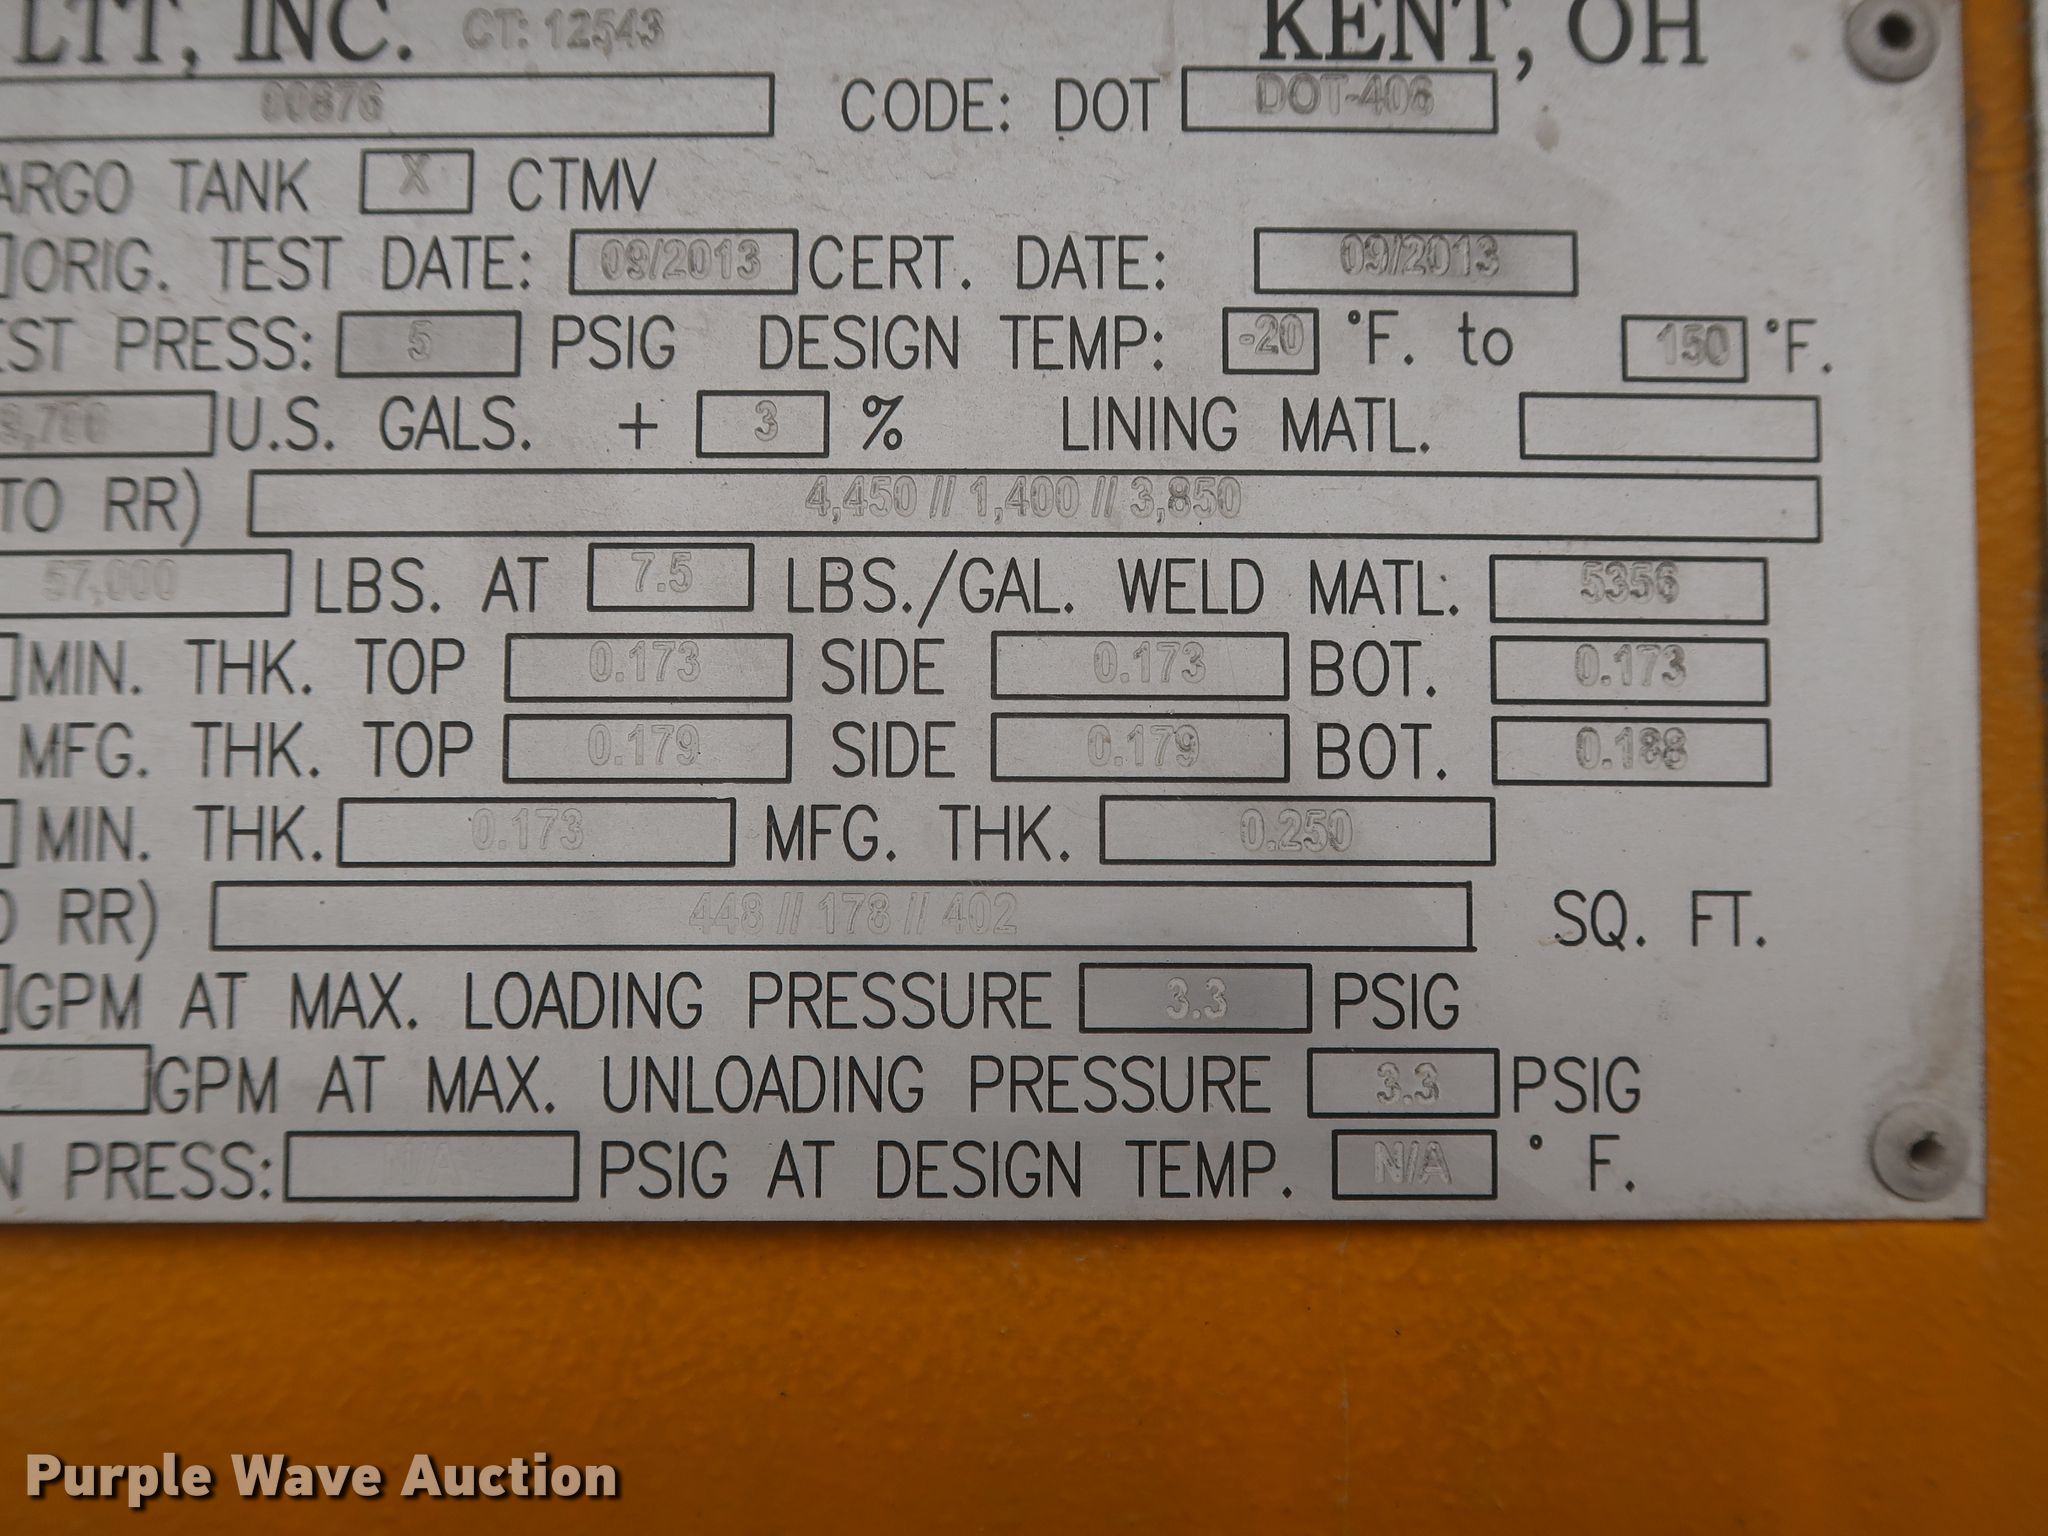 LTT, INC. CT: 12543 KENT, OH
00876 CODE: DOT DOT-406
ARGO TANK X CTMV
ORIG. TEST DATE: 09/2013 CERT. DATE: 09/2013
EST PRESS: 5 PSIG DESIGN TEMP: -20 °F. to 150 °F.
9,700 U.S. GALS. + 3 % LINING MATL.
TO RR) 4,450 // 1,400 // 3,850
57,000 LBS. AT 7.5 LBS./GAL. WELD MATL: 5356
MIN. THK. TOP 0.173 SIDE 0.173 BOT. 0.173
MFG. THK. TOP 0.179 SIDE 0.179 BOT. 0.188
MIN. THK. 0.173 MFG. THK. 0.250
O RR) 448 // 178 // 402 SQ. FT.
GPM AT MAX. LOADING PRESSURE 3.3 PSIG
GPM AT MAX. UNLOADING PRESSURE 3.3 PSIG
N PRESS: N/A PSIG AT DESIGN TEMP. N/A ° F.
Purple Wave Auction